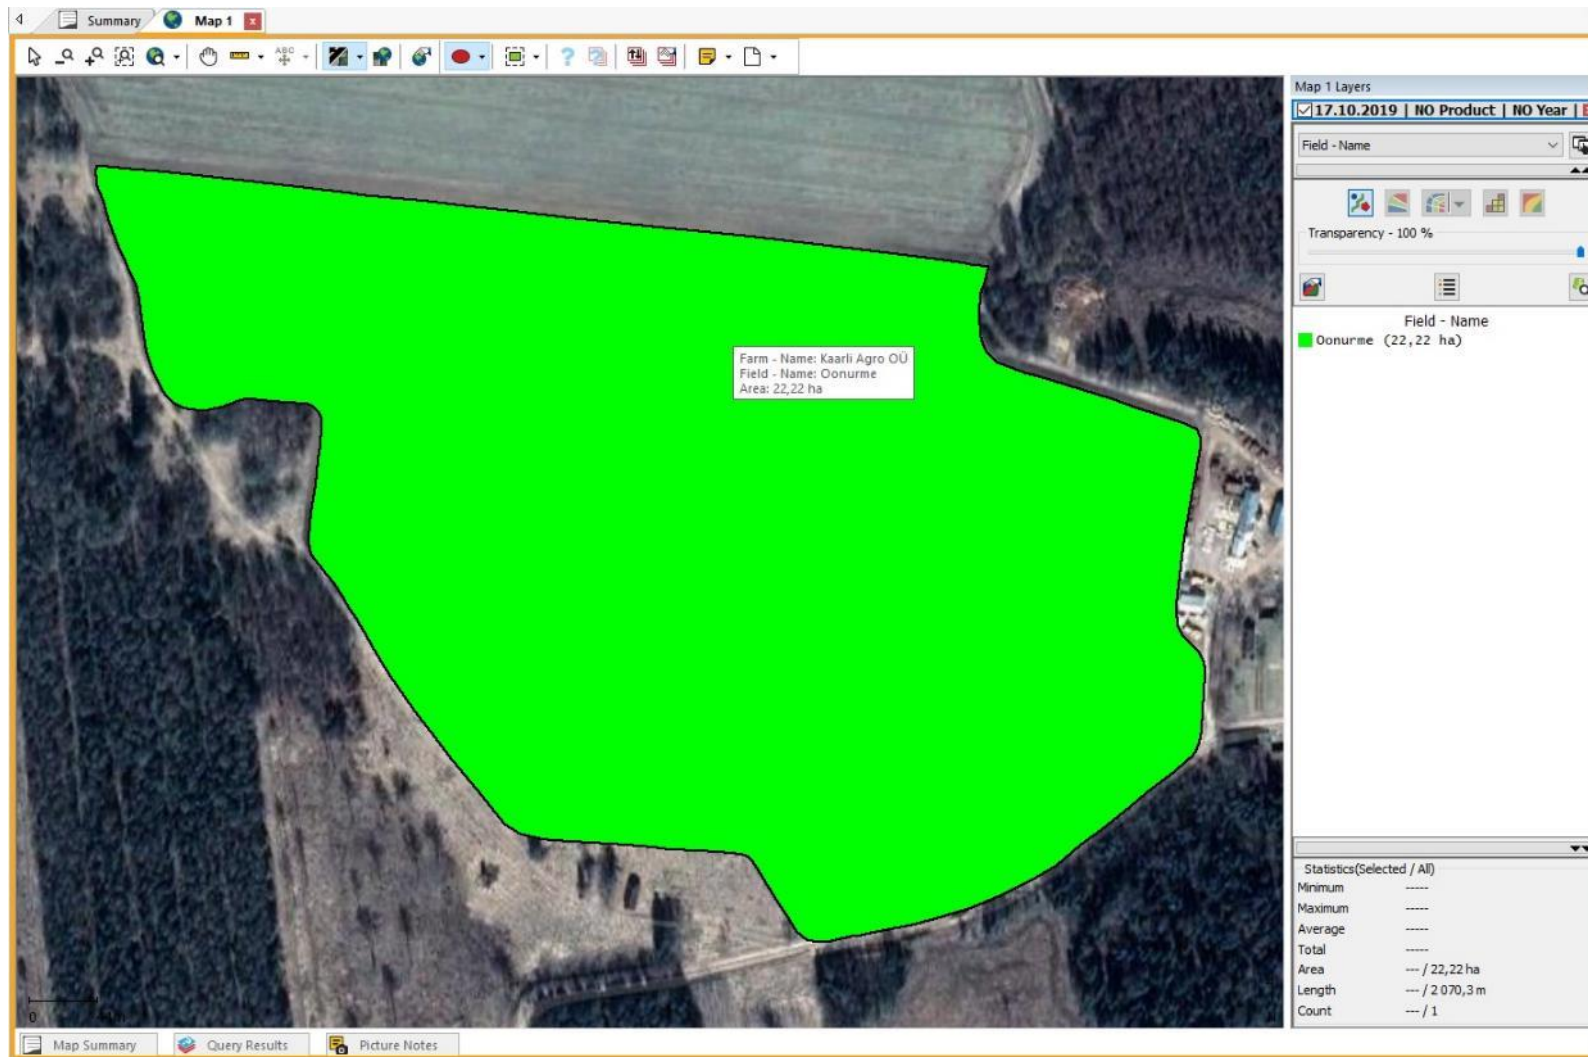 Summary
Map 1
ABC
Map 1 Layers
17.10.2019 | NO Product | NO Year |
Field - Name
Transparency - 100 %
Field - Name
Oonurme (22,22 ha)
Farm - Name: Kaarli Agro OÜ
Field - Name: Oonurme
Area: 22,22 ha
Statistics(Selected / All)
Minimum -----
Maximum -----
Average -----
Total -----
Area --- / 22,22 ha
Length --- / 2 070,3 m
Count --- / 1
0
Map Summary
Query Results
Picture Notes